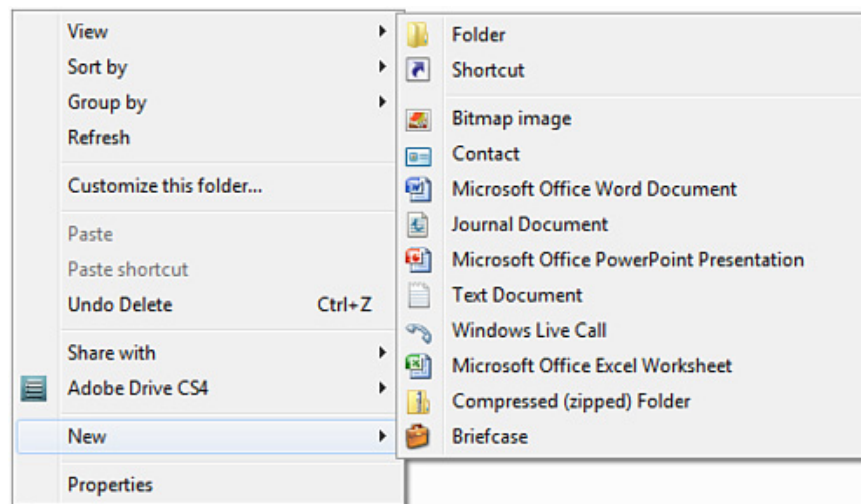 View
Sort by
Group by
Refresh
Customize this folder...
Paste
Paste shortcut
Undo Delete Ctrl+Z
Share with
Adobe Drive CS4
New
Properties
Folder
Shortcut
Bitmap image
Contact
Microsoft Office Word Document
Journal Document
Microsoft Office PowerPoint Presentation
Text Document
Windows Live Call
Microsoft Office Excel Worksheet
Compressed (zipped) Folder
Briefcase